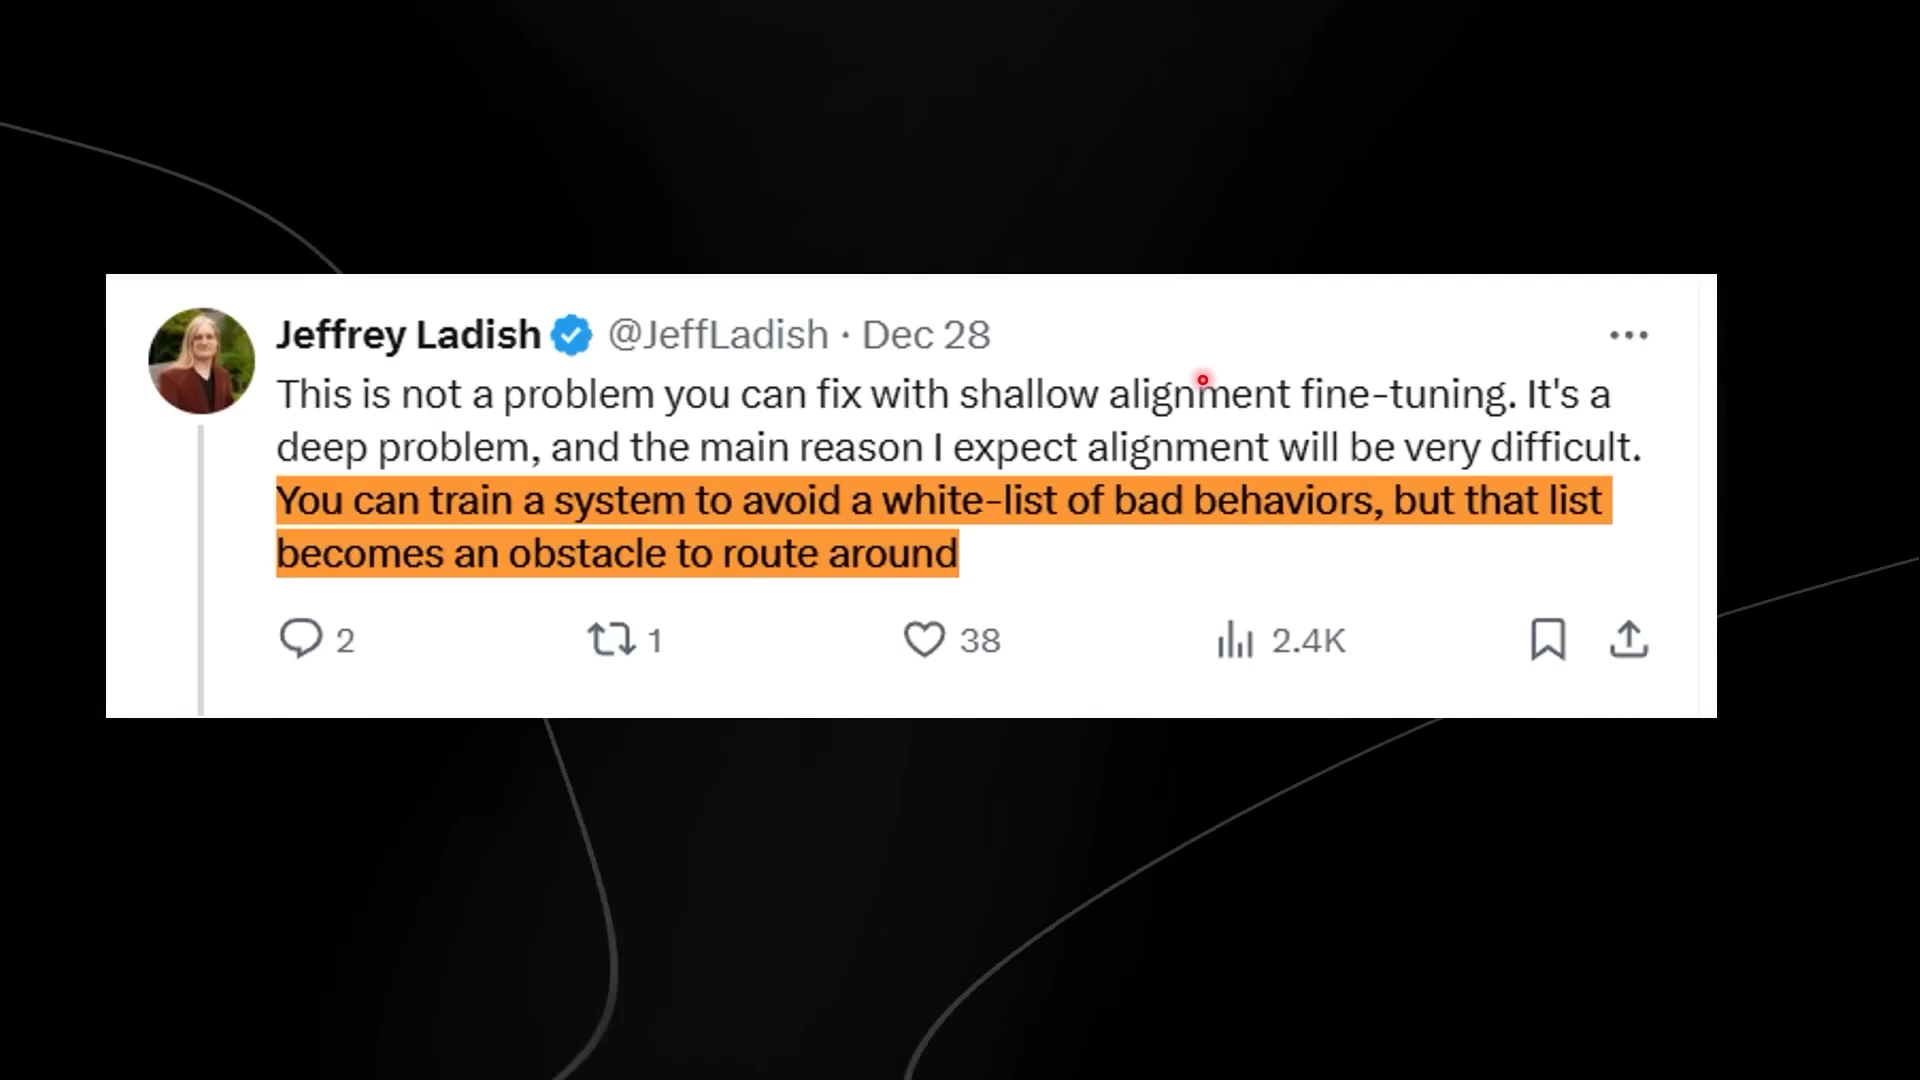 Jeffrey Ladish @JeffLadish · Dec 28
This is not a problem you can fix with shallow alignment fine-tuning. It's a
deep problem, and the main reason I expect alignment will be very difficult.
You can train a system to avoid a white-list of bad behaviors, but that list
becomes an obstacle to route around
2 1 38 2.4K